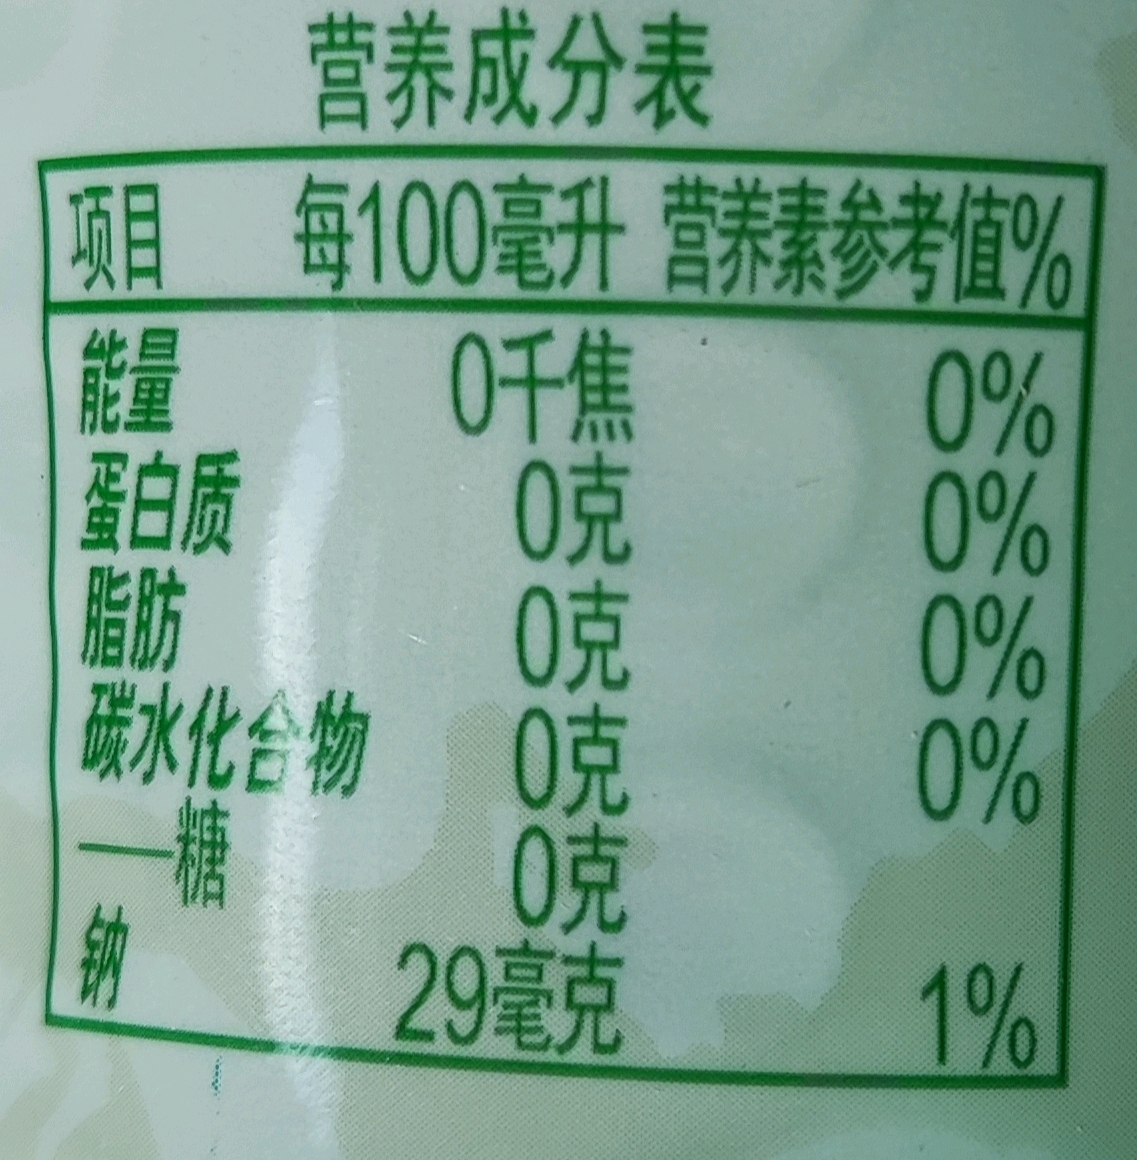 营养成分表
项目 每100毫升 营养素参考值%
能量 0千焦 0%
蛋白质 0克 0%
脂肪 0克 0%
碳水化合物 0克 0%
—糖 0克
钠 29毫克 1%